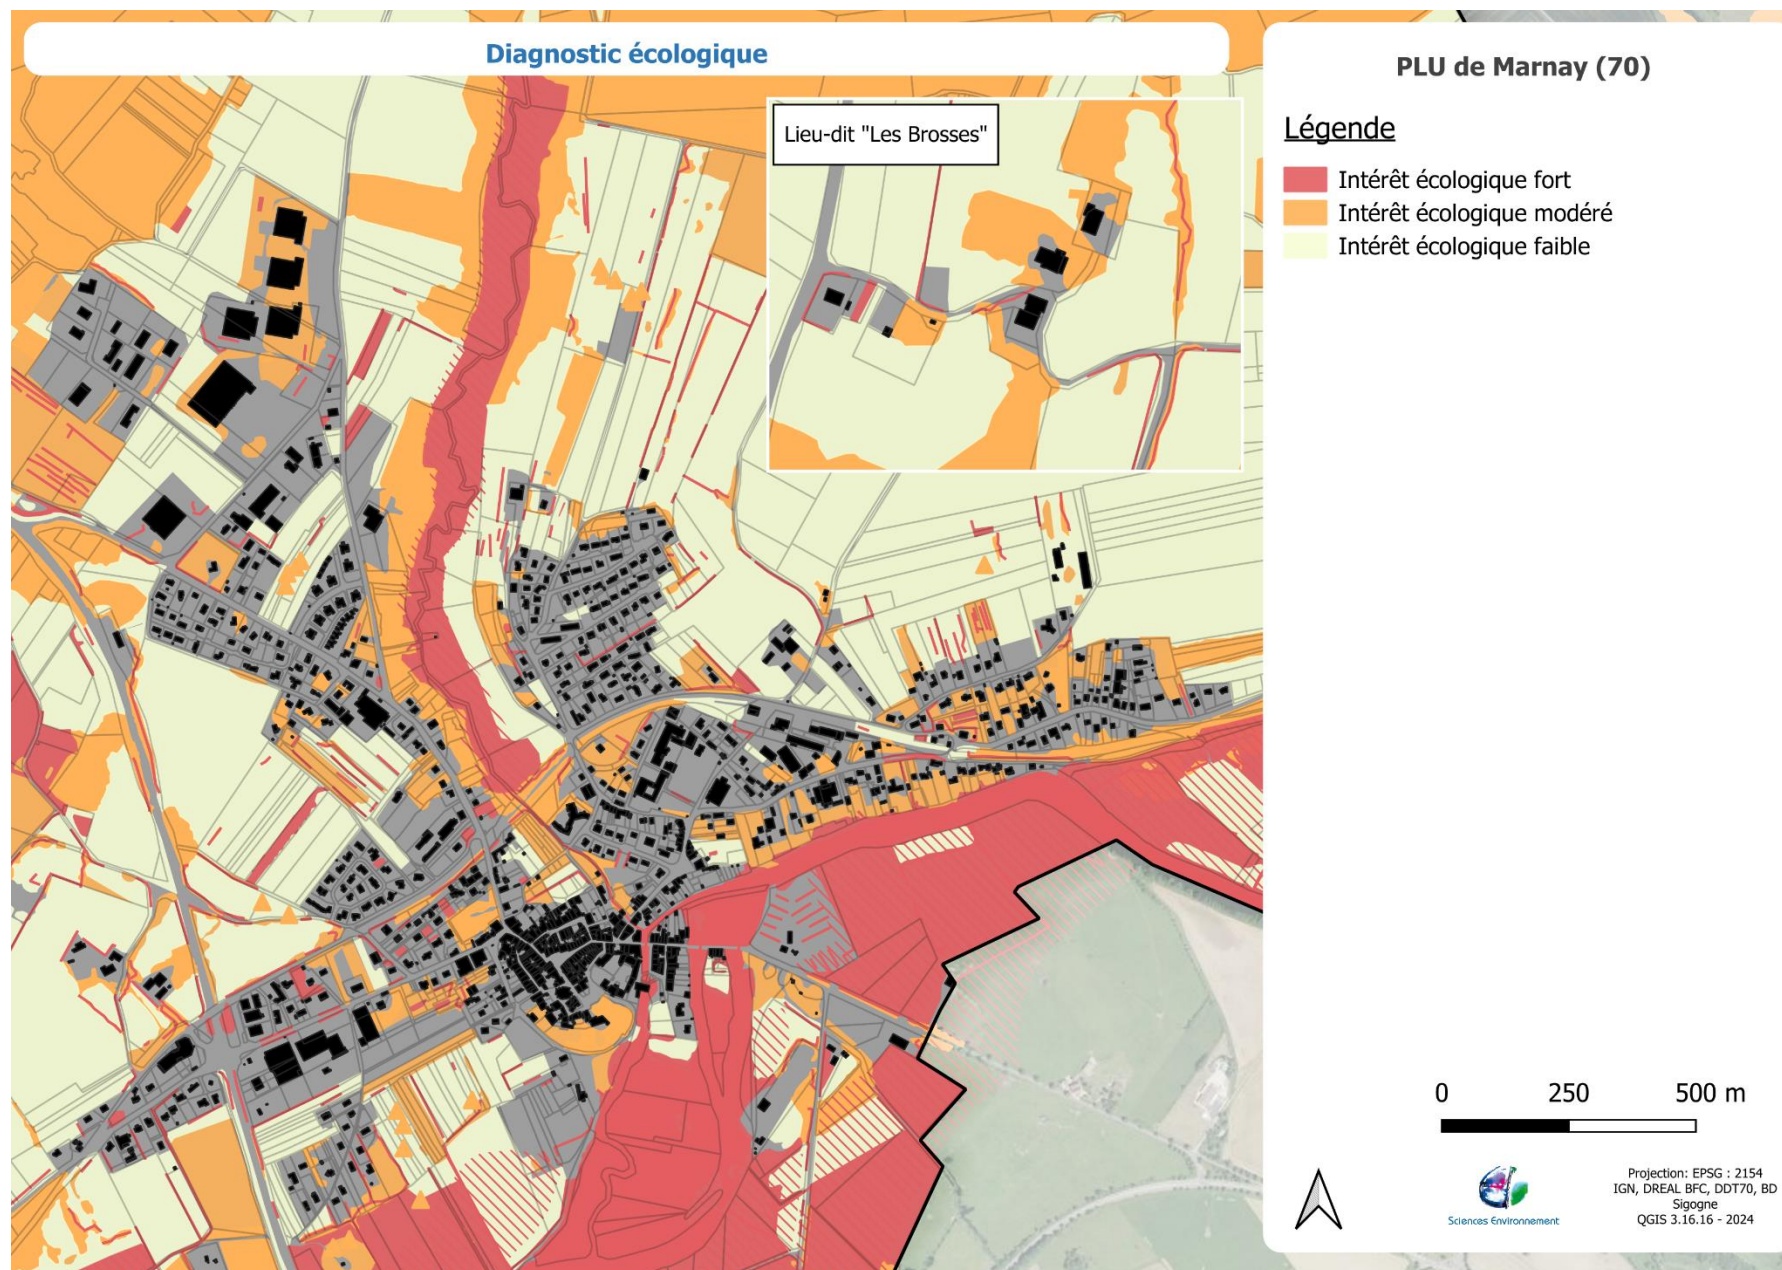 Diagnostic écologique
PLU de Marnay (70)
Lieu-dit "Les Brosses"
Légende
Intérêt écologique fort
Intérêt écologique modéré
Intérêt écologique faible
0 250 500 m
Sciences Environnement
Projection: EPSG : 2154
IGN, DREAL BFC, DDT70, BD
Sigogne
QGIS 3.16.16 - 2024